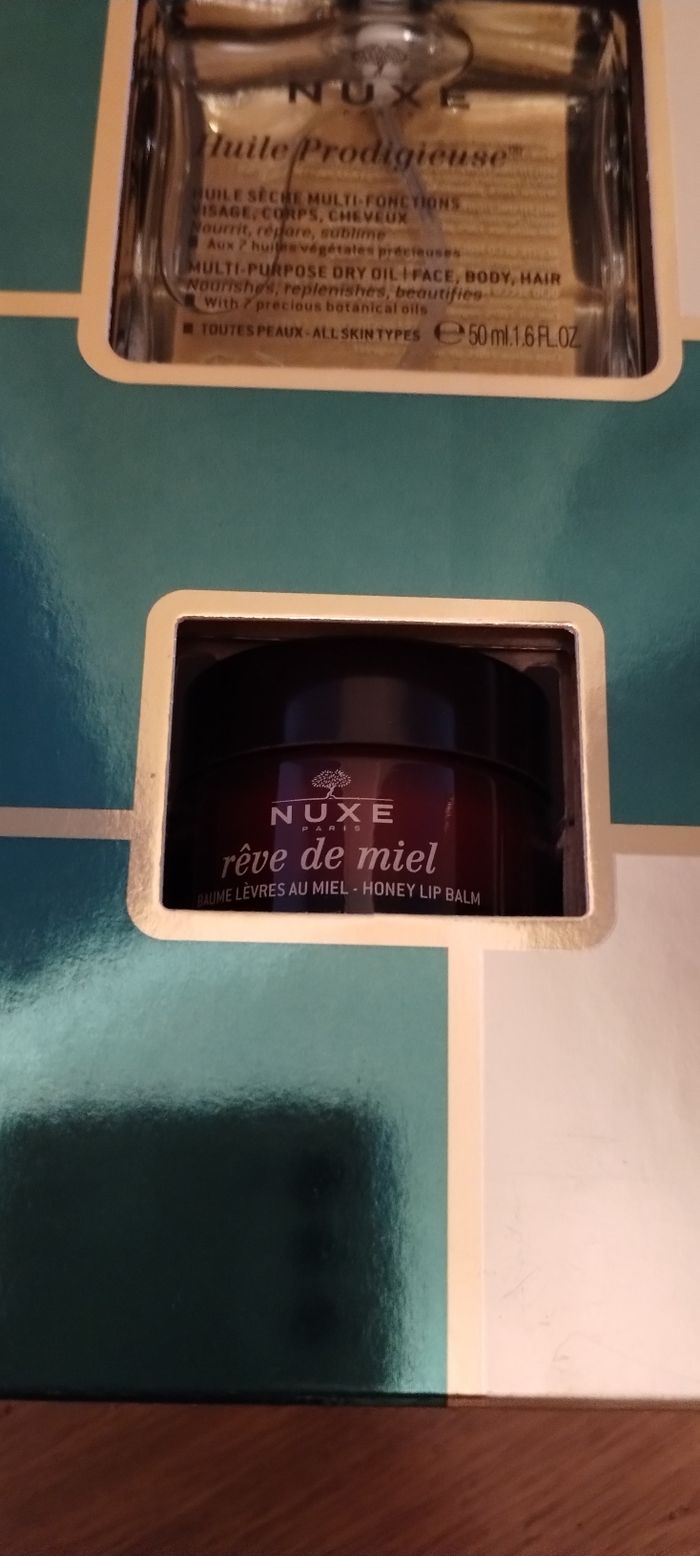 NUXE
Huile Prodigieuse™
HUILE SÈCHE MULTI-FONCTIONS
VISAGE, CORPS, CHEVEUX
Nourrit, répare, sublime
■ Aux 7 huiles végétales précieuses
MULTI-PURPOSE DRY OIL | FACE, BODY, HAIR
Nourishes, replenishes, beautifies
■ With 7 precious botanical oils
■ TOUTES PEAUX - ALL SKIN TYPES ℮ 50 ml.1.6 FL.OZ.
NUXE
PARIS
rêve de miel
BAUME LÈVRES AU MIEL - HONEY LIP BALM